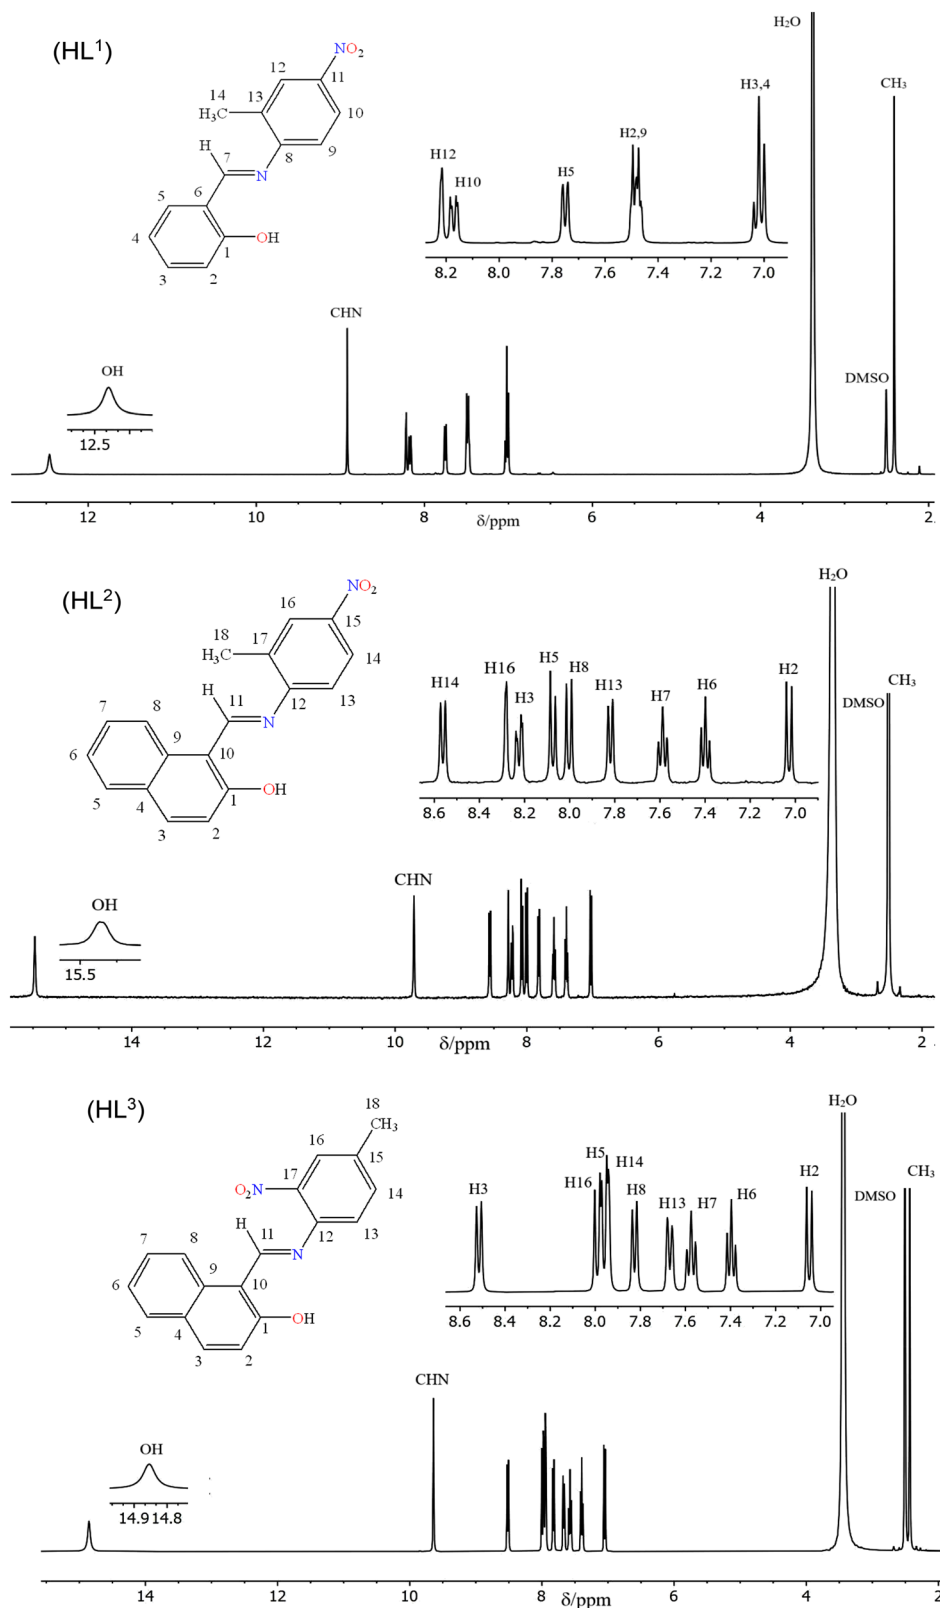 (HL¹)
NO₂
12
11
14
13
H₃C
10
H
9
7
8
N
6
5
OH
4
1
3
2
H₂O
CH₃
H3,4
H2,9
H12
H10
H5
8.2 8.0 7.8 7.6 7.4 7.2 7.0
CHN
OH
12.5
DMSO
12 10 8 6 4 2
δ/ppm
(HL²)
NO₂
16
15
18
17
H₃C
14
H
11
12
13
N
7
8
9
10
6
OH
5
4
1
3
2
H₂O
H14
H16
H3
H5
H8
H13
H7
H6
H2
DMSO
CH₃
8.6 8.4 8.2 8.0 7.8 7.6 7.4 7.2 7.0
CHN
OH
15.5
14 12 10 8 6 4 2
δ/ppm
(HL³)
18
CH₃
16
15
17
O₂N
14
H
11
12
13
N
7
8
9
10
6
OH
5
4
1
3
2
H₂O
H3
H16
H5
H14
H8
H13
H7
H6
H2
DMSO
CH₃
8.6 8.4 8.2 8.0 7.8 7.6 7.4 7.2 7.0
CHN
OH
14.9 14.8
14 12 10 8 6 4 2
δ/ppm